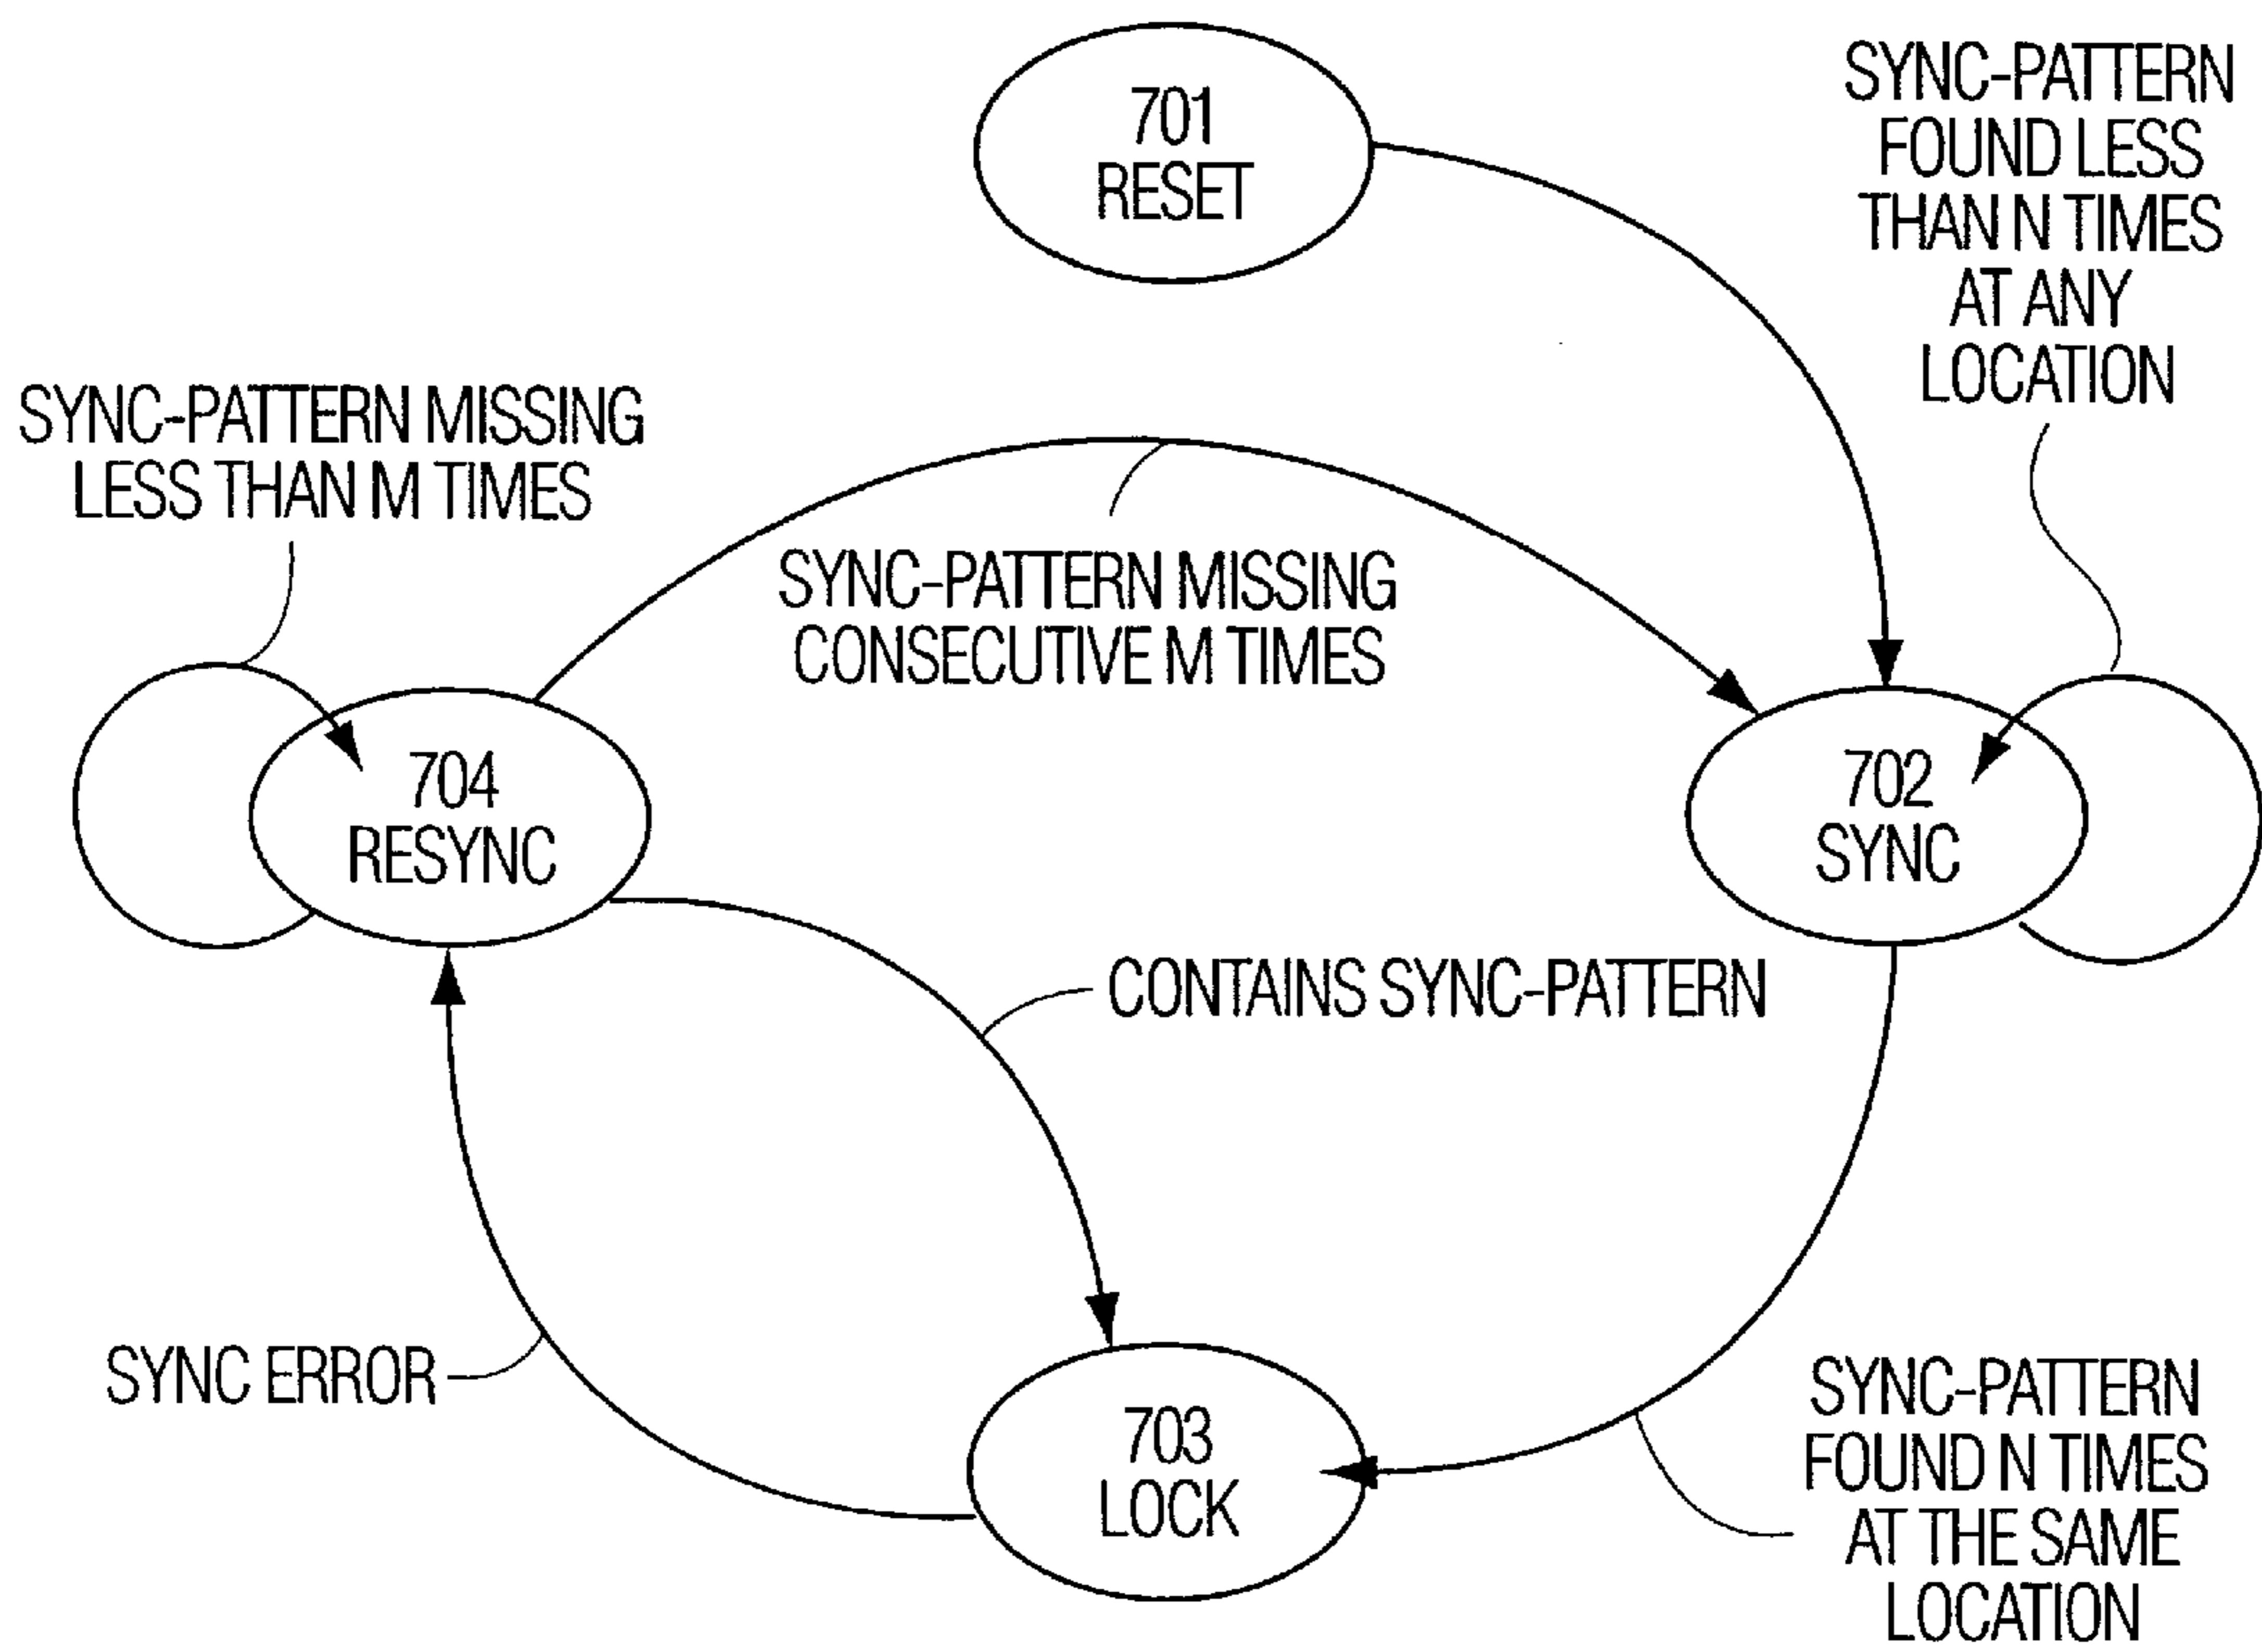 701
RESET
SYNC-PATTERN
FOUND LESS
THAN N TIMES
AT ANY
LOCATION
SYNC-PATTERN MISSING
LESS THAN M TIMES
SYNC-PATTERN MISSING
CONSECUTIVE M TIMES
704
RESYNC
702
SYNC
CONTAINS SYNC-PATTERN
SYNC ERROR
703
LOCK
SYNC-PATTERN
FOUND N TIMES
AT THE SAME
LOCATION